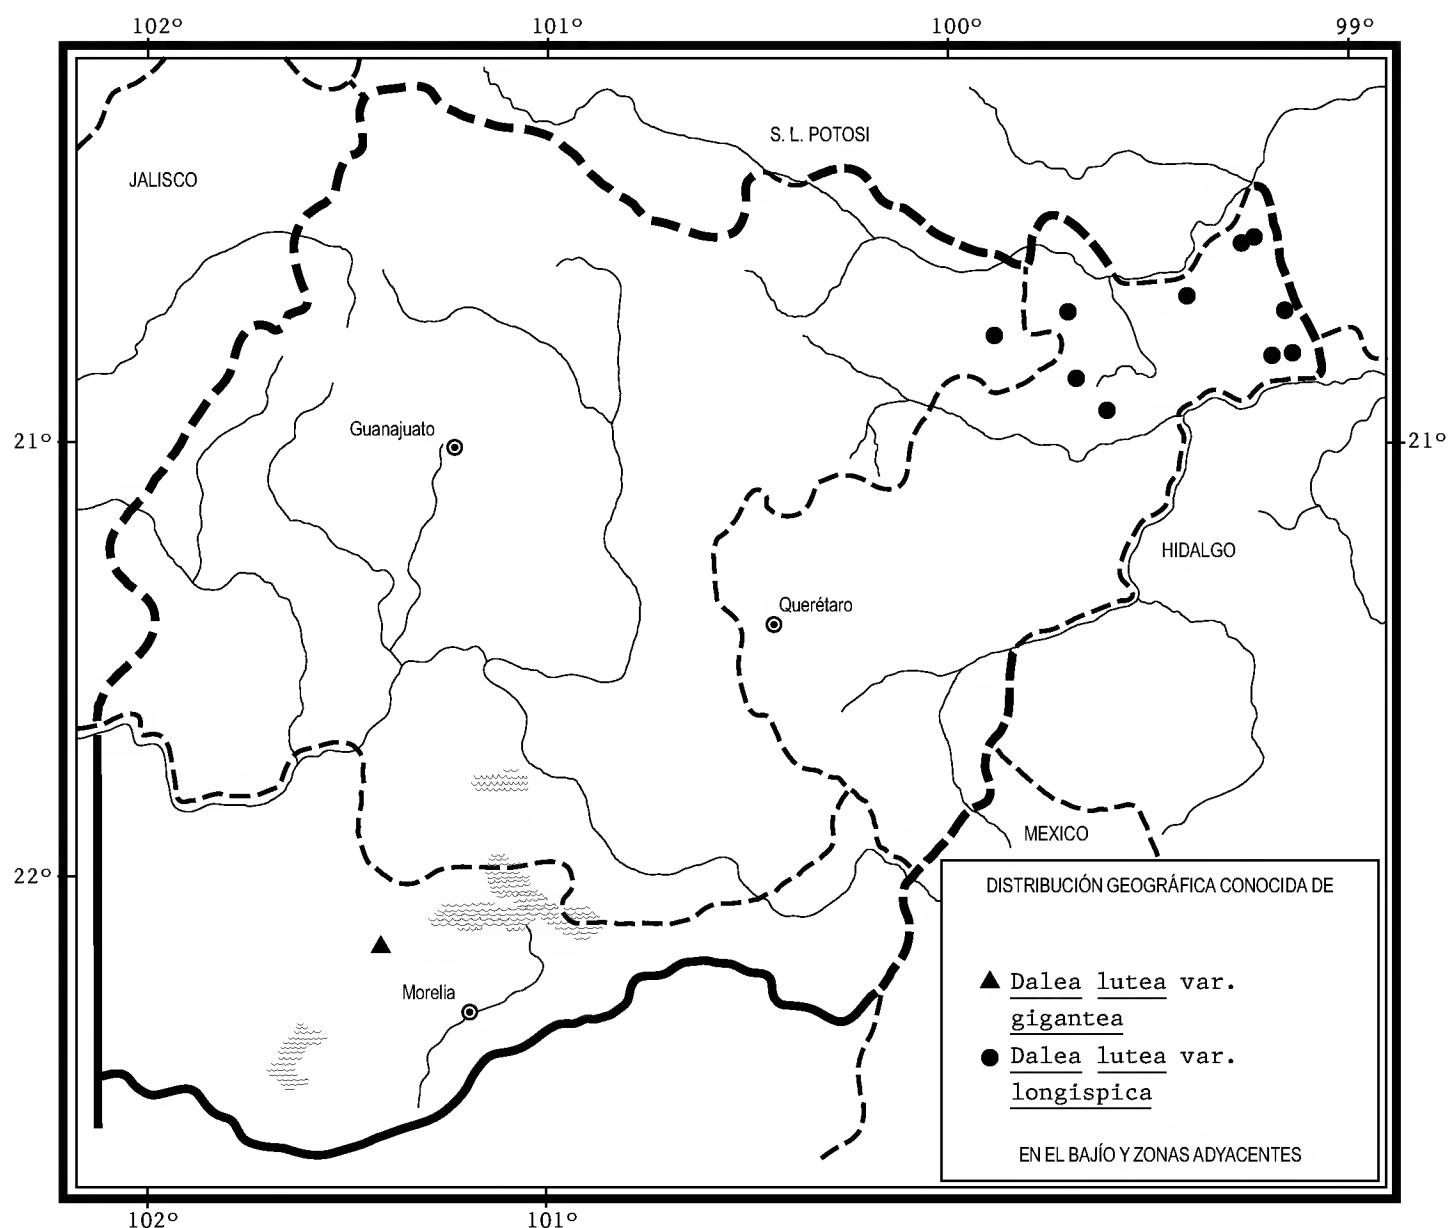 102° 101° 100° 99°
S. L. POTOSI
JALISCO
Guanajuato
21° 21°
HIDALGO
Querétaro
MEXICO
22°
DISTRIBUCIÓN GEOGRÁFICA CONOCIDA DE
Dalea lutea var.
gigantea
Morelia
Dalea lutea var.
longispica
EN EL BAJÍO Y ZONAS ADYACENTES
102° 101°